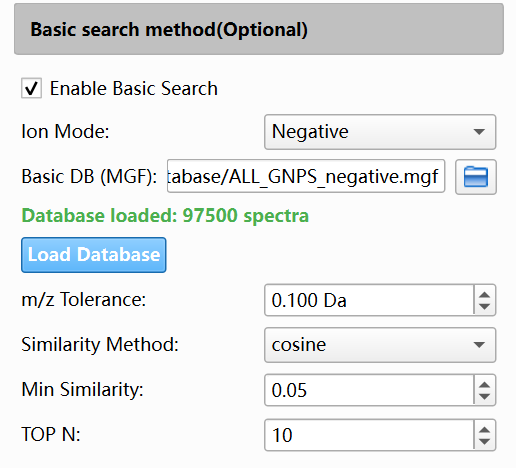 Basic search method(Optional)
Enable Basic Search
Ion Mode: Negative
Basic DB (MGF): tabase/ALL_GNPS_negative.mgf
Database loaded: 97500 spectra
Load Database
m/z Tolerance: 0.100 Da
Similarity Method: cosine
Min Similarity: 0.05
TOP N: 10